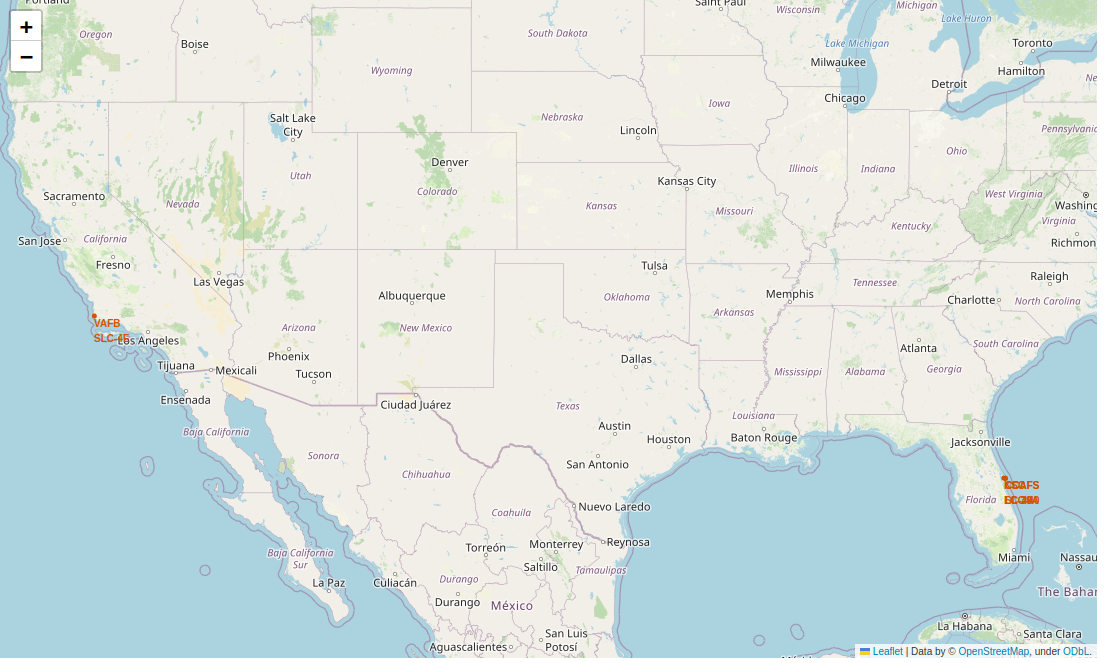 Portland
Saint Paul
Wisconsin
Michigan
Lake Huron
+
Oregon
Boise
South Dakota
Lake Michigan
Toronto
−
Wyoming
Milwaukee
Hamilton
Detroit
Chicago
Iowa
Salt Lake
City
Nebraska
Lincoln
Pennsylvania
Ohio
Denver
Utah
Colorado
Kansas City
Illinois
Indiana
Sacramento
Nevada
Kansas
Missouri
West Virginia
Washing
Virginia
San Jose
California
Kentucky
Richmon
Fresno
Las Vegas
Tulsa
Raleigh
Albuquerque
Oklahoma
Memphis
Tennessee
Charlotte
North Carolina
VAFB
SLC-4E
Los Angeles
Arizona
New Mexico
Arkansas
Phoenix
Dallas
Atlanta
South Carolina
Tijuana
Mexicali
Tucson
Mississippi
Alabama
Georgia
Ensenada
Ciudad Juárez
Texas
Louisiana
Baja California
Austin
Houston
Baton Rouge
Jacksonville
Sonora
Chihuahua
San Antonio
Florida
Coahuila
Nuevo Laredo
Baja California
Sur
Torreón
Monterrey
Reynosa
Miami
Nassau
La Paz
Culiacán
Durango
Saltillo
Tamaulipas
Durango
México
The Bahar
La Habana
Santa Clara
Aguascalientes
San Luis
Potosí
Leaflet | Data by © OpenStreetMap, under ODbL.